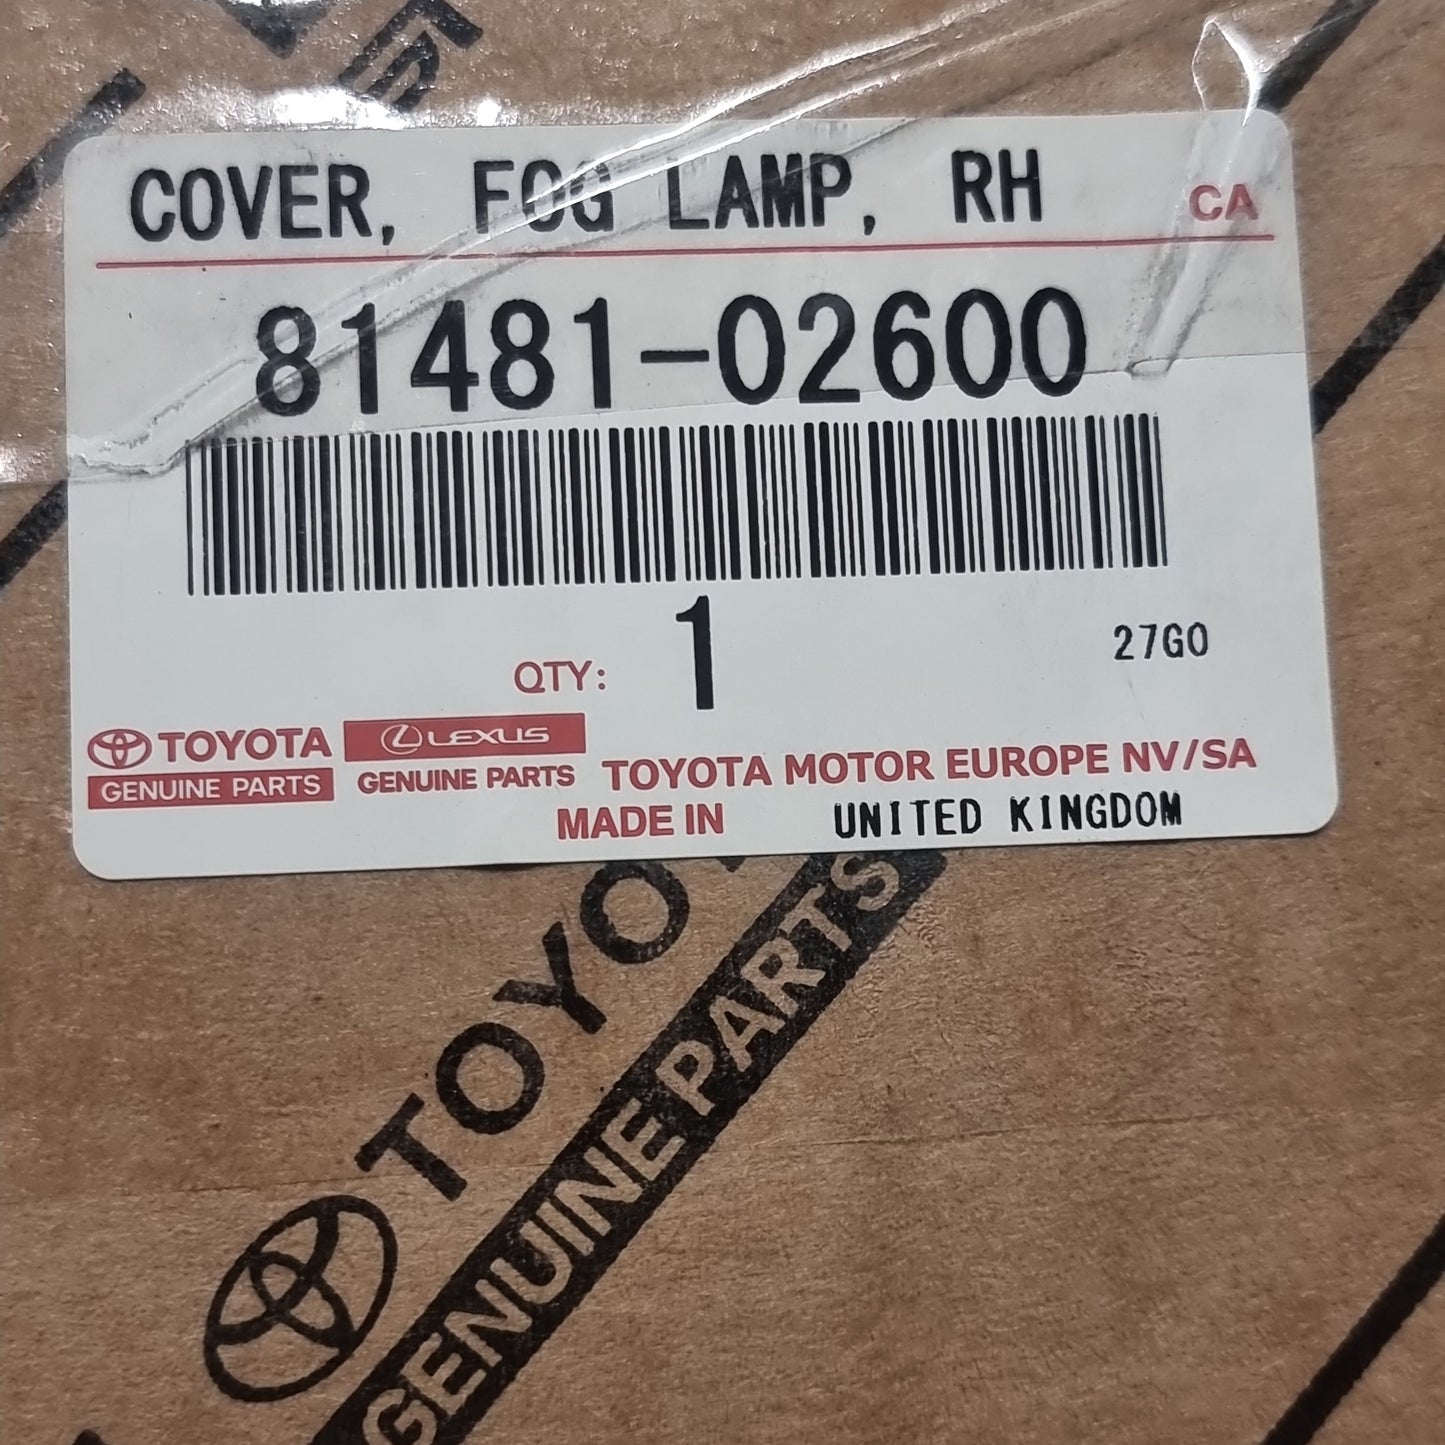 COVER, FOG LAMP, RH CA
81481-02600
QTY: 1 27G0
TOYOTA
GENUINE PARTS
LEXUS
GENUINE PARTS
TOYOTA MOTOR EUROPE NV/SA
MADE IN UNITED KINGDOM
TOYO
GENUINE PARTS